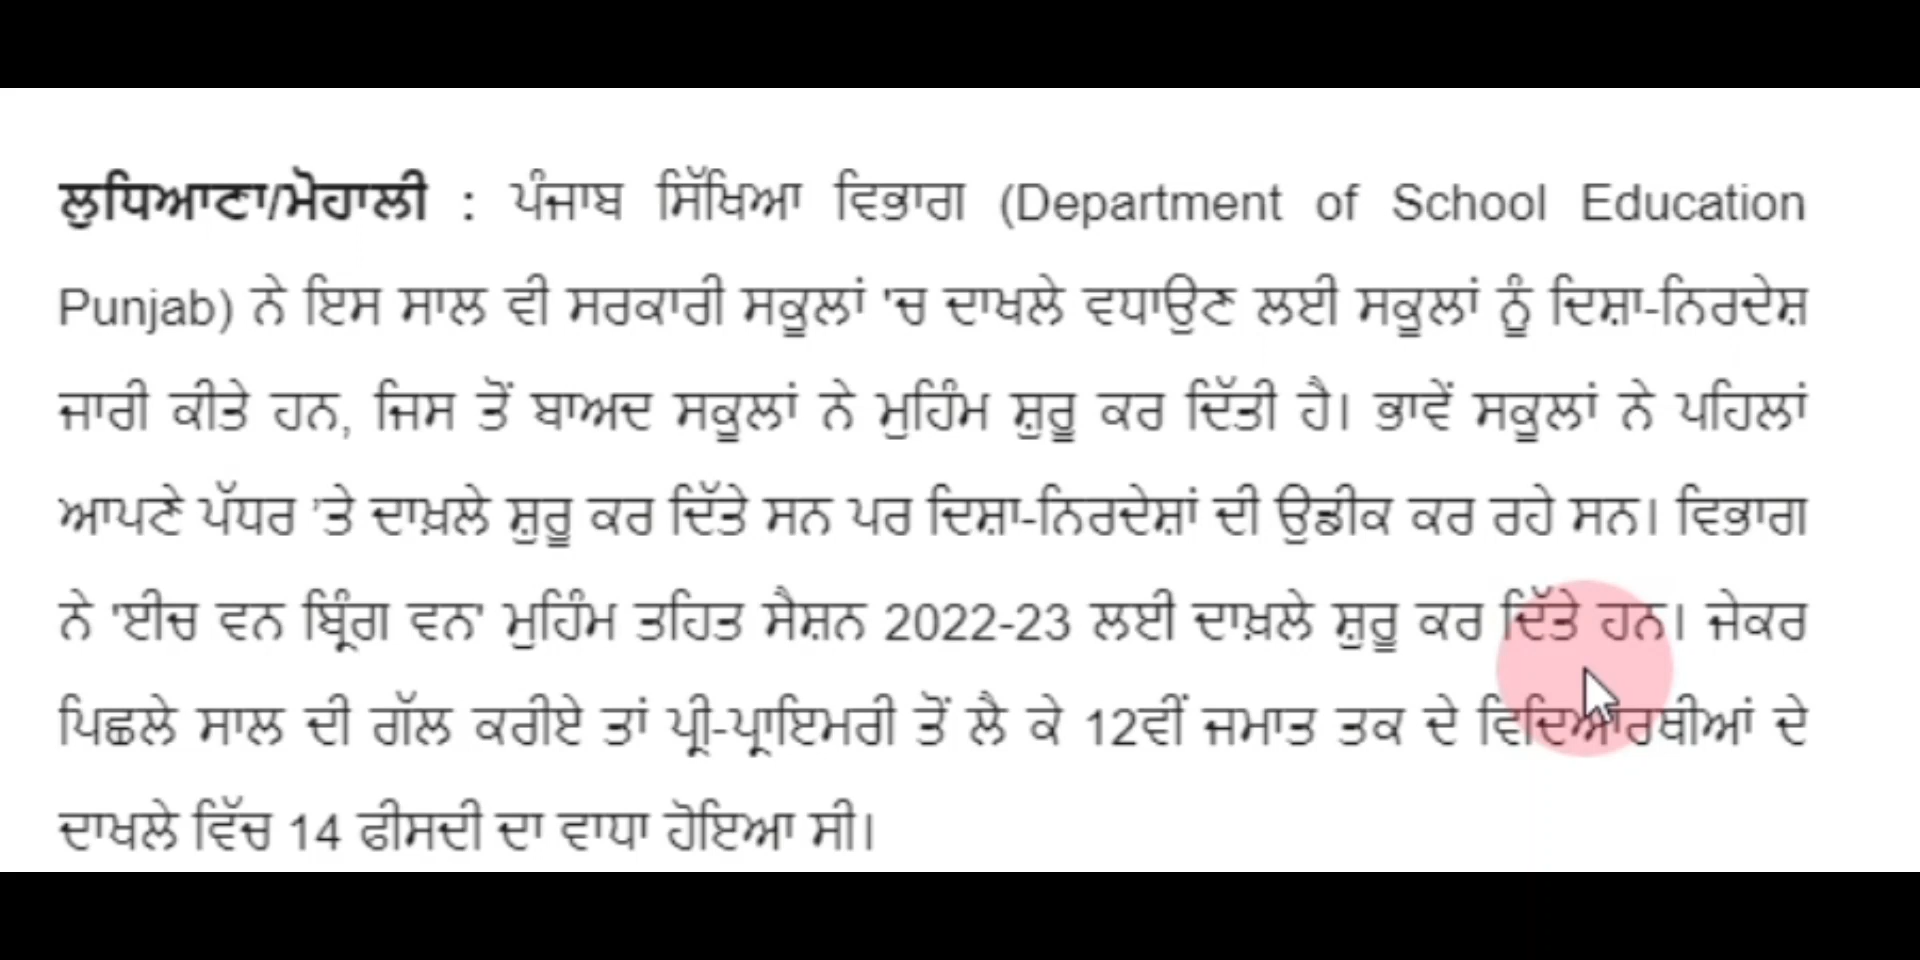 ਲੁਧਿਆਣਾ/ਮੋਹਾਲੀ : ਪੰਜਾਬ ਸਿੱਖਿਆ ਵਿਭਾਗ (Department of School Education
Punjab) ਨੇ ਇਸ ਸਾਲ ਵੀ ਸਰਕਾਰੀ ਸਕੂਲਾਂ 'ਚ ਦਾਖਲੇ ਵਧਾਉਣ ਲਈ ਸਕੂਲਾਂ ਨੂੰ ਦਿਸ਼ਾ-ਨਿਰਦੇਸ਼
ਜਾਰੀ ਕੀਤੇ ਹਨ, ਜਿਸ ਤੋਂ ਬਾਅਦ ਸਕੂਲਾਂ ਨੇ ਮੁਹਿੰਮ ਸ਼ੁਰੂ ਕਰ ਦਿੱਤੀ ਹੈ। ਭਾਵੇਂ ਸਕੂਲਾਂ ਨੇ ਪਹਿਲਾਂ
ਆਪਣੇ ਪੱਧਰ 'ਤੇ ਦਾਖ਼ਲੇ ਸ਼ੁਰੂ ਕਰ ਦਿੱਤੇ ਸਨ ਪਰ ਦਿਸ਼ਾ-ਨਿਰਦੇਸ਼ਾਂ ਦੀ ਉਡੀਕ ਕਰ ਰਹੇ ਸਨ। ਵਿਭਾਗ
ਨੇ 'ਈਚ ਵਨ ਬ੍ਰਿੰਗ ਵਨ' ਮੁਹਿੰਮ ਤਹਿਤ ਸੈਸ਼ਨ 2022-23 ਲਈ ਦਾਖ਼ਲੇ ਸ਼ੁਰੂ ਕਰ ਦਿੱਤੇ ਹਨ। ਜੇਕਰ
ਪਿਛਲੇ ਸਾਲ ਦੀ ਗੱਲ ਕਰੀਏ ਤਾਂ ਪ੍ਰੀ-ਪ੍ਰਾਇਮਰੀ ਤੋਂ ਲੈ ਕੇ 12ਵੀਂ ਜਮਾਤ ਤਕ ਦੇ ਵਿਦਿਆਰਥੀਆਂ ਦੇ
ਦਾਖਲੇ ਵਿੱਚ 14 ਫੀਸਦੀ ਦਾ ਵਾਧਾ ਹੋਇਆ ਸੀ।